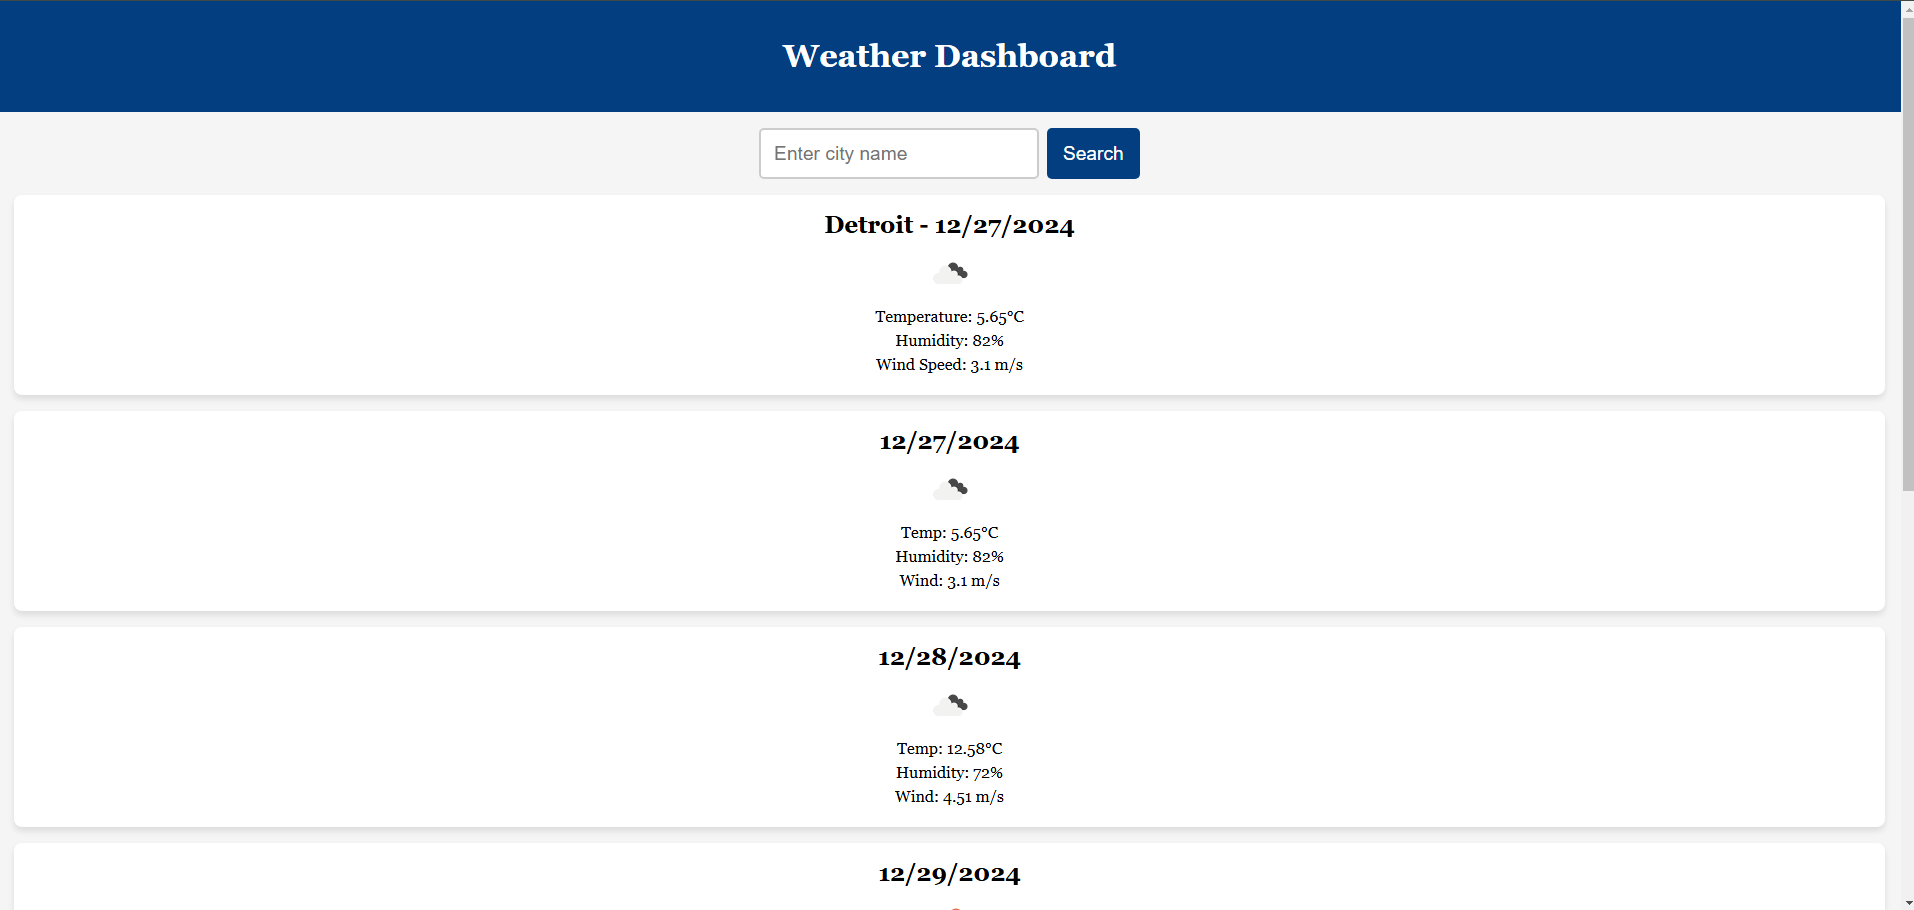 Weather Dashboard
Enter city name
Search
Detroit - 12/27/2024
Temperature: 5.65°C
Humidity: 82%
Wind Speed: 3.1 m/s
12/27/2024
Temp: 5.65°C
Humidity: 82%
Wind: 3.1 m/s
12/28/2024
Temp: 12.58°C
Humidity: 72%
Wind: 4.51 m/s
12/29/2024